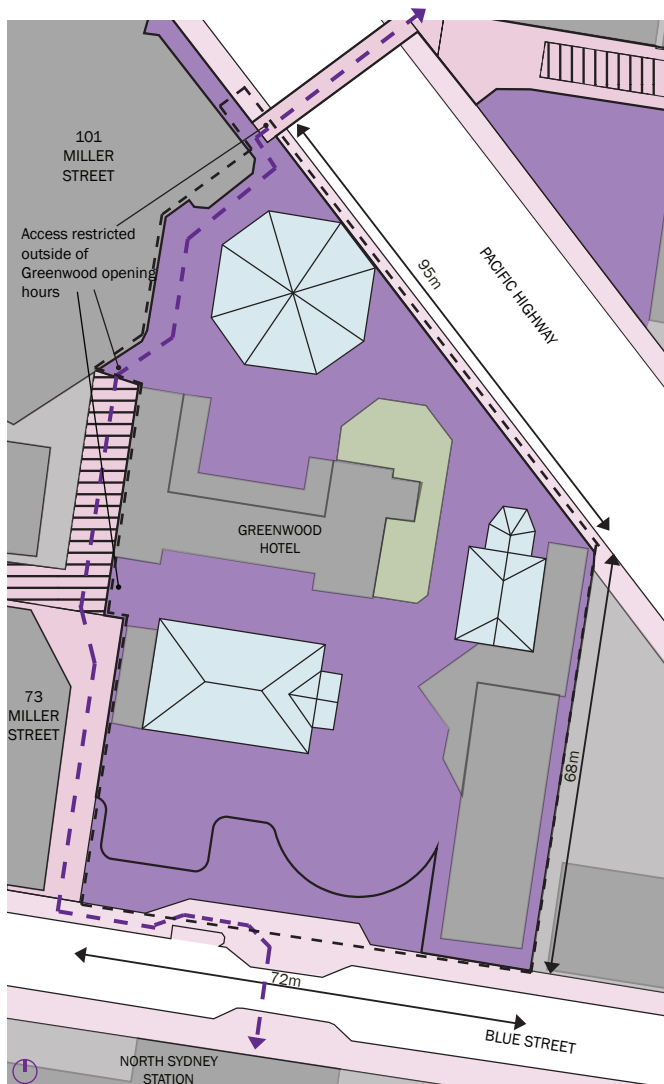 101
MILLER
STREET
Access restricted
outside of
Greenwood opening
hours
95m
PACIFIC HIGHWAY
GREENWOOD
HOTEL
73
MILLER
STREET
68m
72m
BLUE STREET
NORTH SYDNEY
STATION